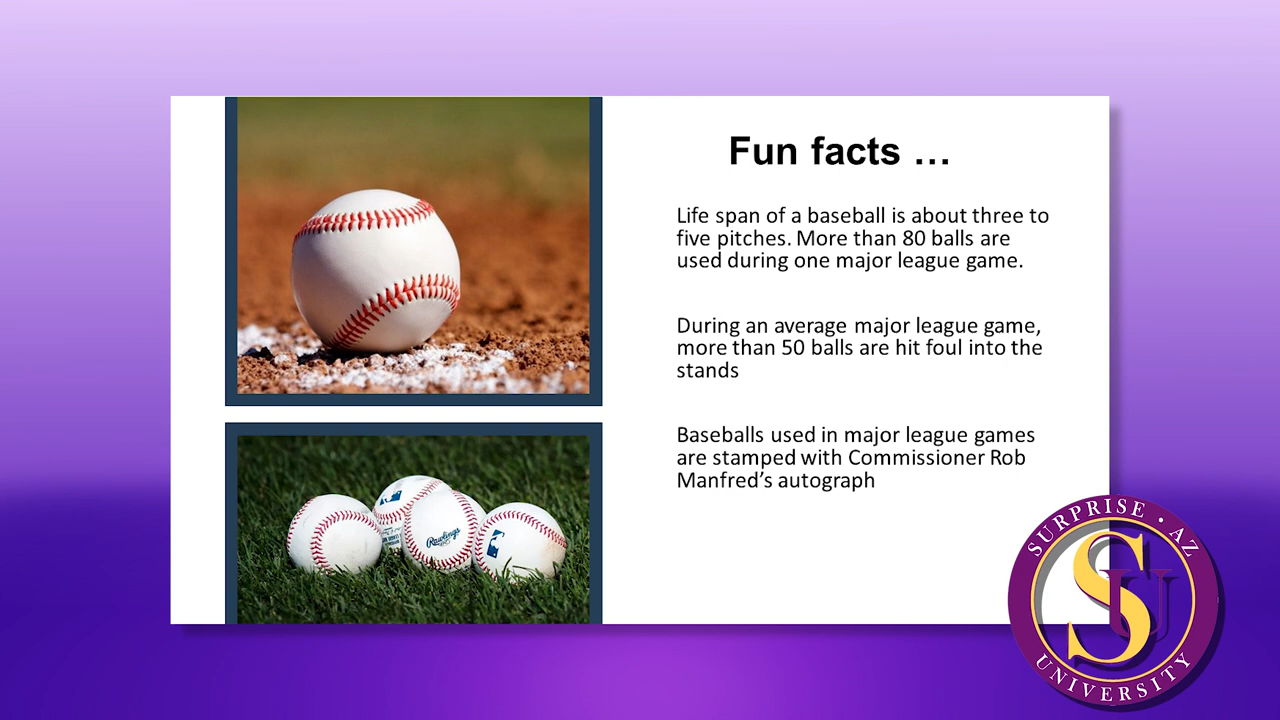 Fun facts …
Life span of a baseball is about three to
five pitches. More than 80 balls are
used during one major league game.
During an average major league game,
more than 50 balls are hit foul into the
stands
Baseballs used in major league games
are stamped with Commissioner Rob
Manfred’s autograph
Rawlings
SURPRISE • AZ
SU
UNIVERSITY